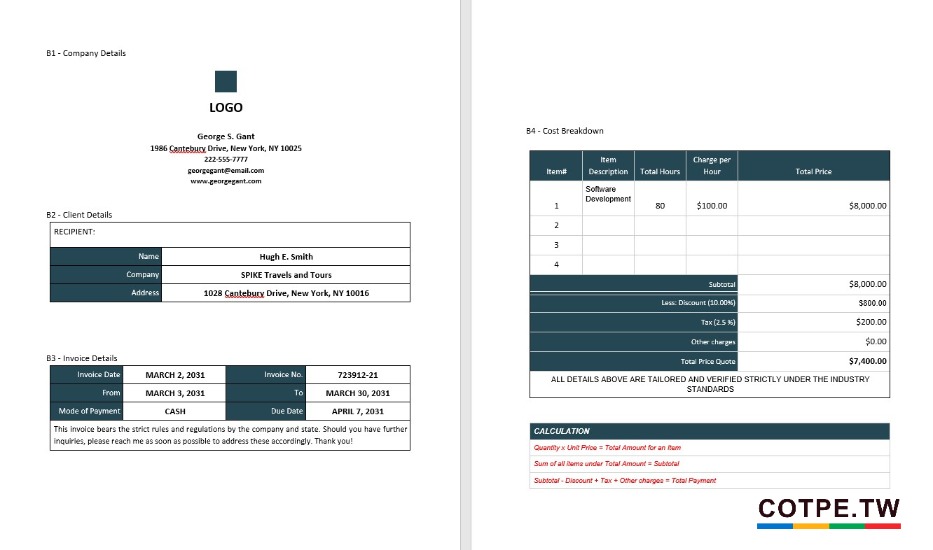 B1 - Company Details
LOGO
George S. Gant
1986 Cantebury Drive, New York, NY 10025
222-555-7777
georgegant@email.com
www.georgegant.com
B2 - Client Details
RECIPIENT:
Name Hugh E. Smith
Company SPIKE Travels and Tours
Address 1028 Cantebury Drive, New York, NY 10016
B3 - Invoice Details
Invoice Date MARCH 2, 2031 Invoice No. 723912-21
From MARCH 3, 2031 To MARCH 30, 2031
Mode of Payment CASH Due Date APRIL 7, 2031
This invoice bears the strict rules and regulations by the company and state. Should you have further
inquiries, please reach me as soon as possible to address these accordingly. Thank you!
B4 - Cost Breakdown
Item Charge per
Item# Description Total Hours Hour Total Price
Software
Development
1 80 $100.00 $8,000.00
2
3
4
Subtotal $8,000.00
Less: Discount (10.00%) $800.00
Tax (2.5 %) $200.00
Other charges $0.00
Total Price Quote $7,400.00
ALL DETAILS ABOVE ARE TAILORED AND VERIFIED STRICTLY UNDER THE INDUSTRY
STANDARDS
CALCULATION
Quantity x Unit Price = Total Amount for an Item
Sum of all items under Total Amount = Subtotal
Subtotal - Discount + Tax + Other charges = Total Payment
COTPE.TW